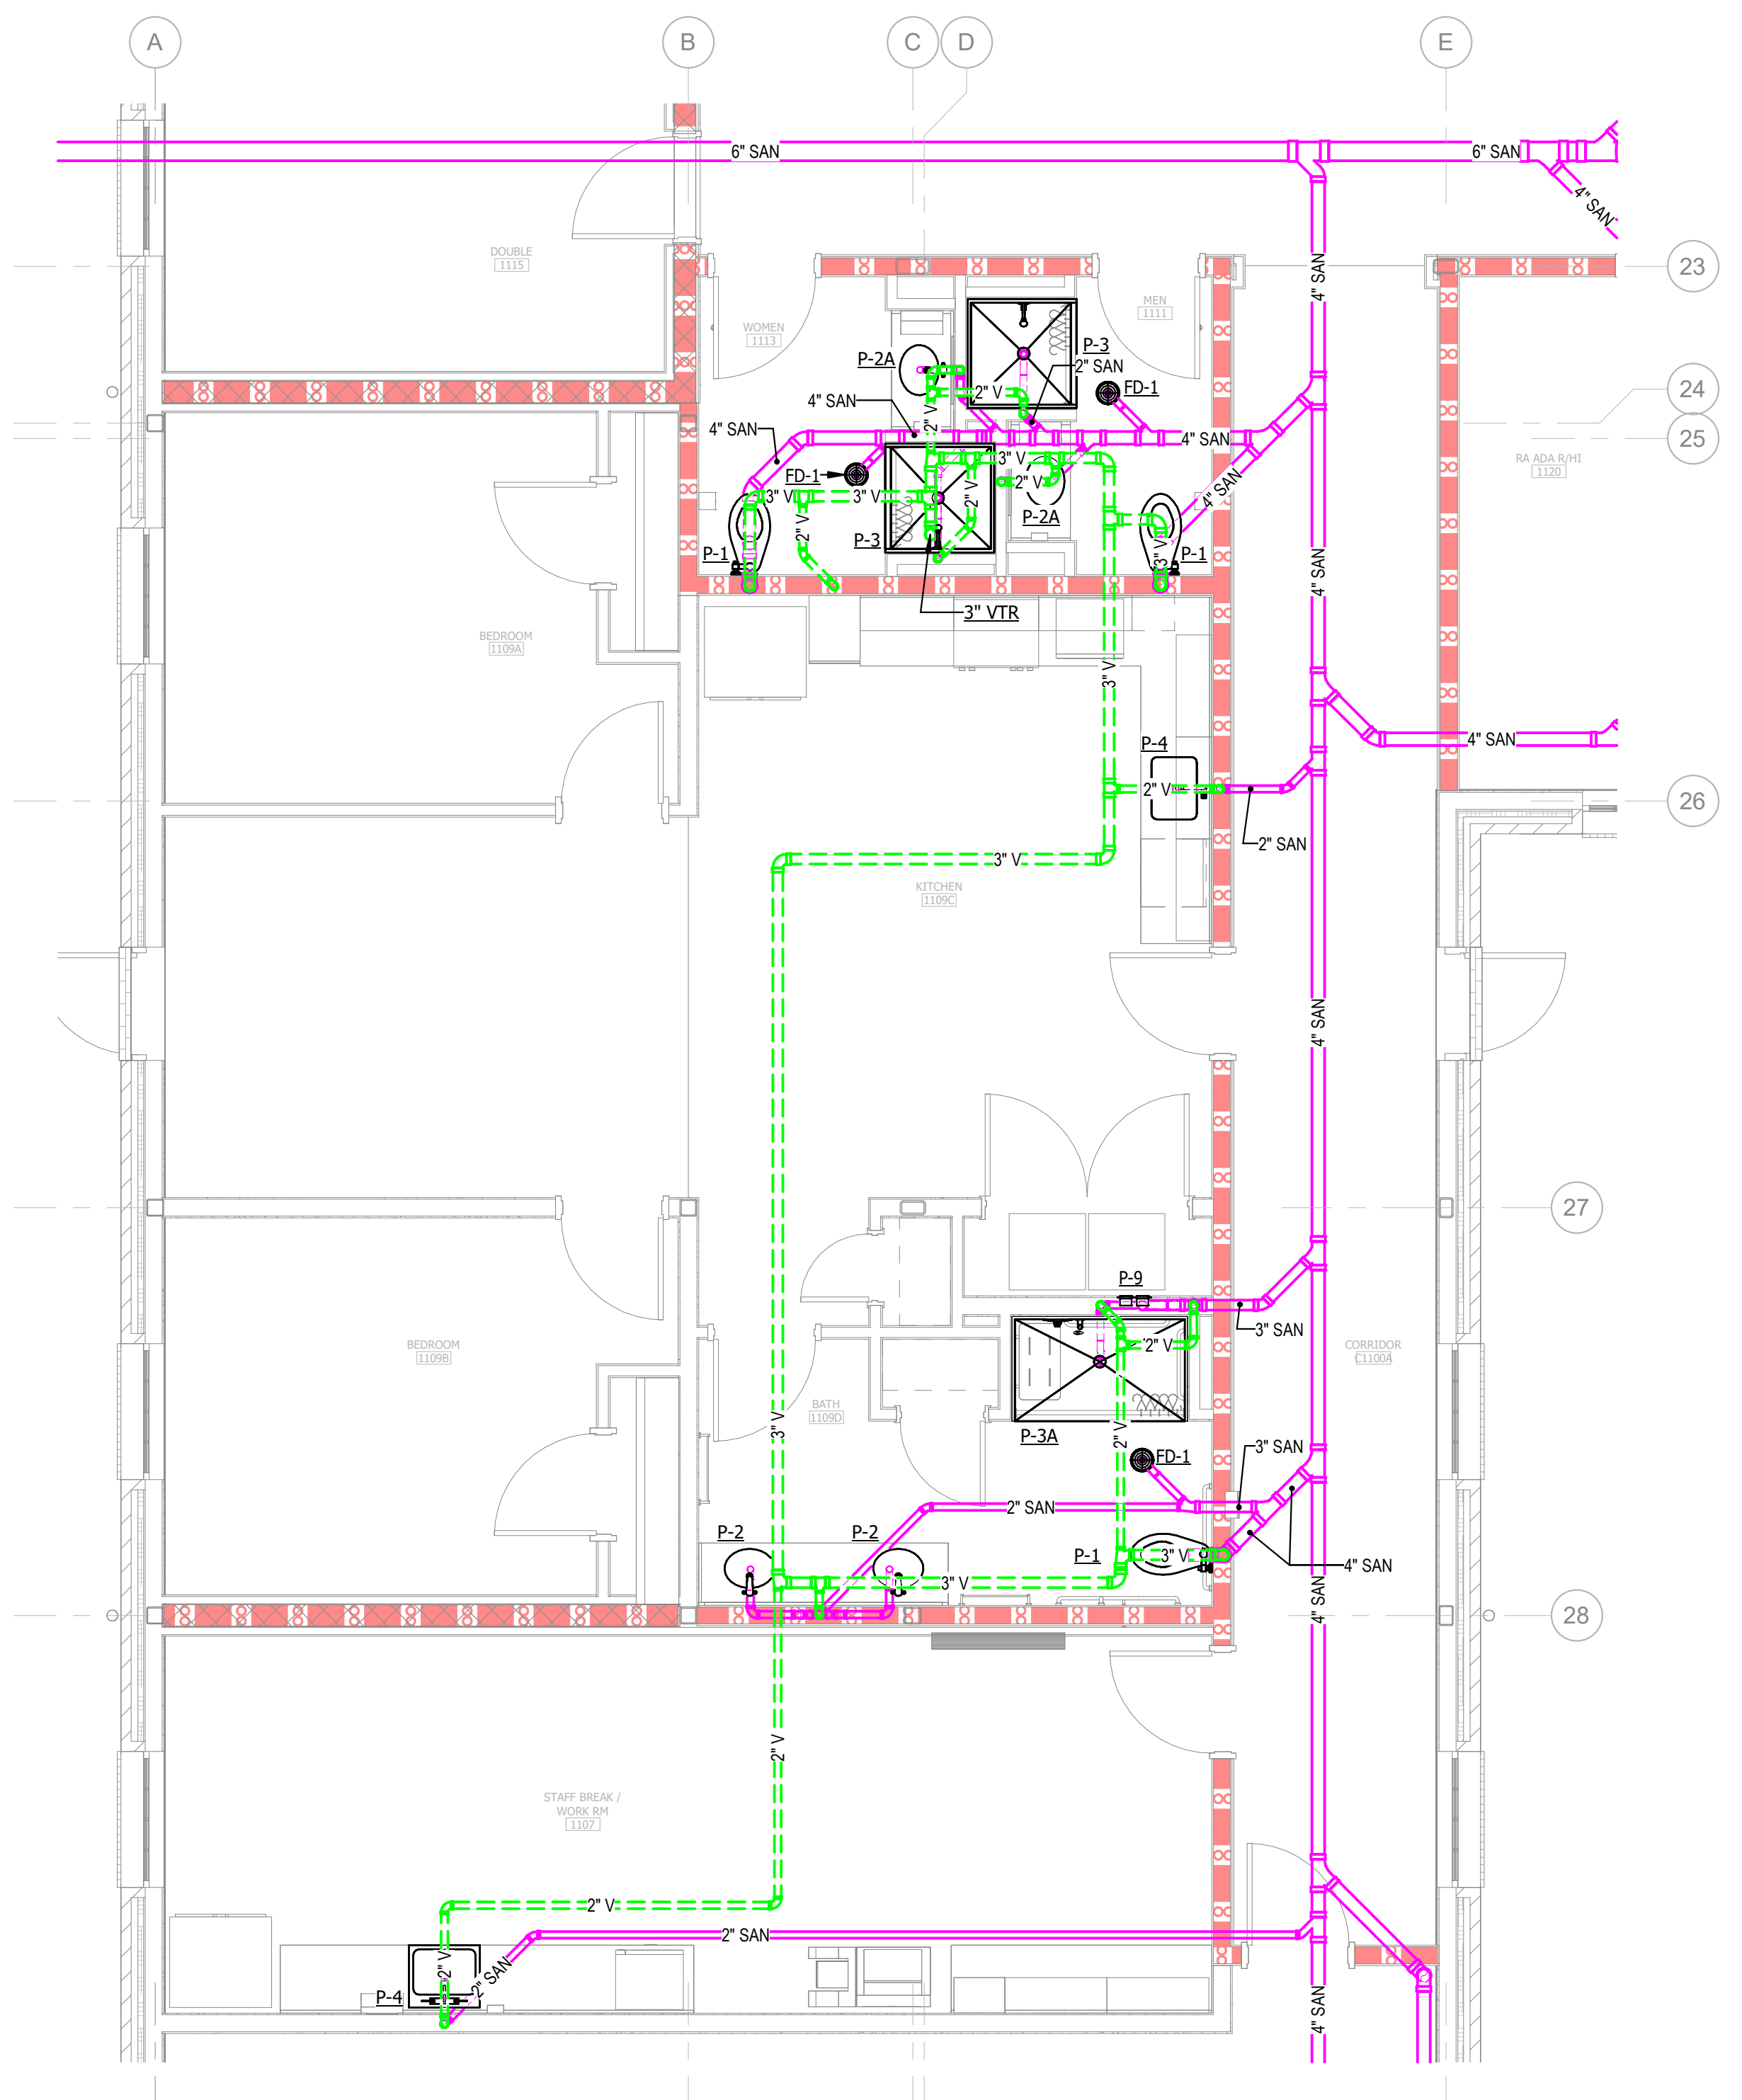 A
B
C
D
E
6" SAN
6" SAN
4" SAN
DOUBLE
1115
4" SAN
23
WOMEN
1113
MEN
1111
P-2A
P-3
2" SAN
FD-1
2" V
24
4" SAN
2" V
4" SAN
4" SAN
25
3" V
RA ADA R/HI
1120
FD-1
2" V
4" SAN
3" V
3" V
2" V
2" V
P-2A
P-3
P-1
P-1
3" V
4" SAN
3" VTR
BEDROOM
1109A
3" V
P-4
4" SAN
2" V
26
2" SAN
3" V
KITCHEN
1109C
4" SAN
27
P-9
3" SAN
BEDROOM
1109B
2" V
CORRIDOR
C1100A
BATH
1109D
3" V
2" V
P-3A
FD-1
3" SAN
2" SAN
P-2
P-2
P-1
3" V
4" SAN
3" V
4" SAN
28
2" V
STAFF BREAK /
WORK RM
1107
2" V
2" SAN
2" V
2" SAN
P-4
4" SAN